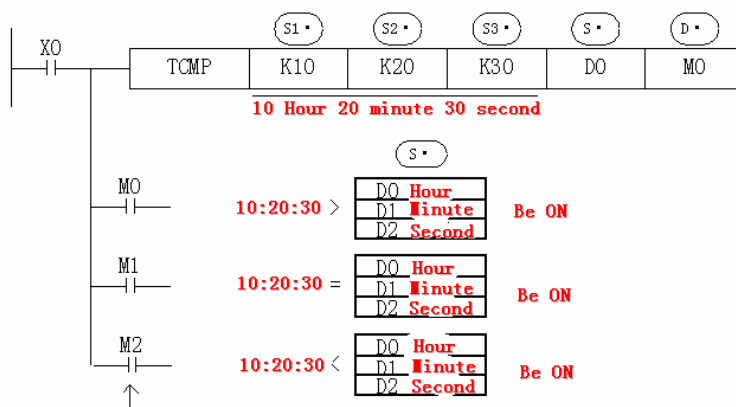 S1· S2· S3· S· D·
X0
TCMP K10 K20 K30 D0 M0
10 Hour 20 minute 30 second
S·
M0
10:20:30 >
D0 Hour
D1 Minute
D2 Second
Be ON
M1
10:20:30 =
D0 Hour
D1 Minute
D2 Second
Be ON
M2
10:20:30 <
D0 Hour
D1 Minute
D2 Second
Be ON